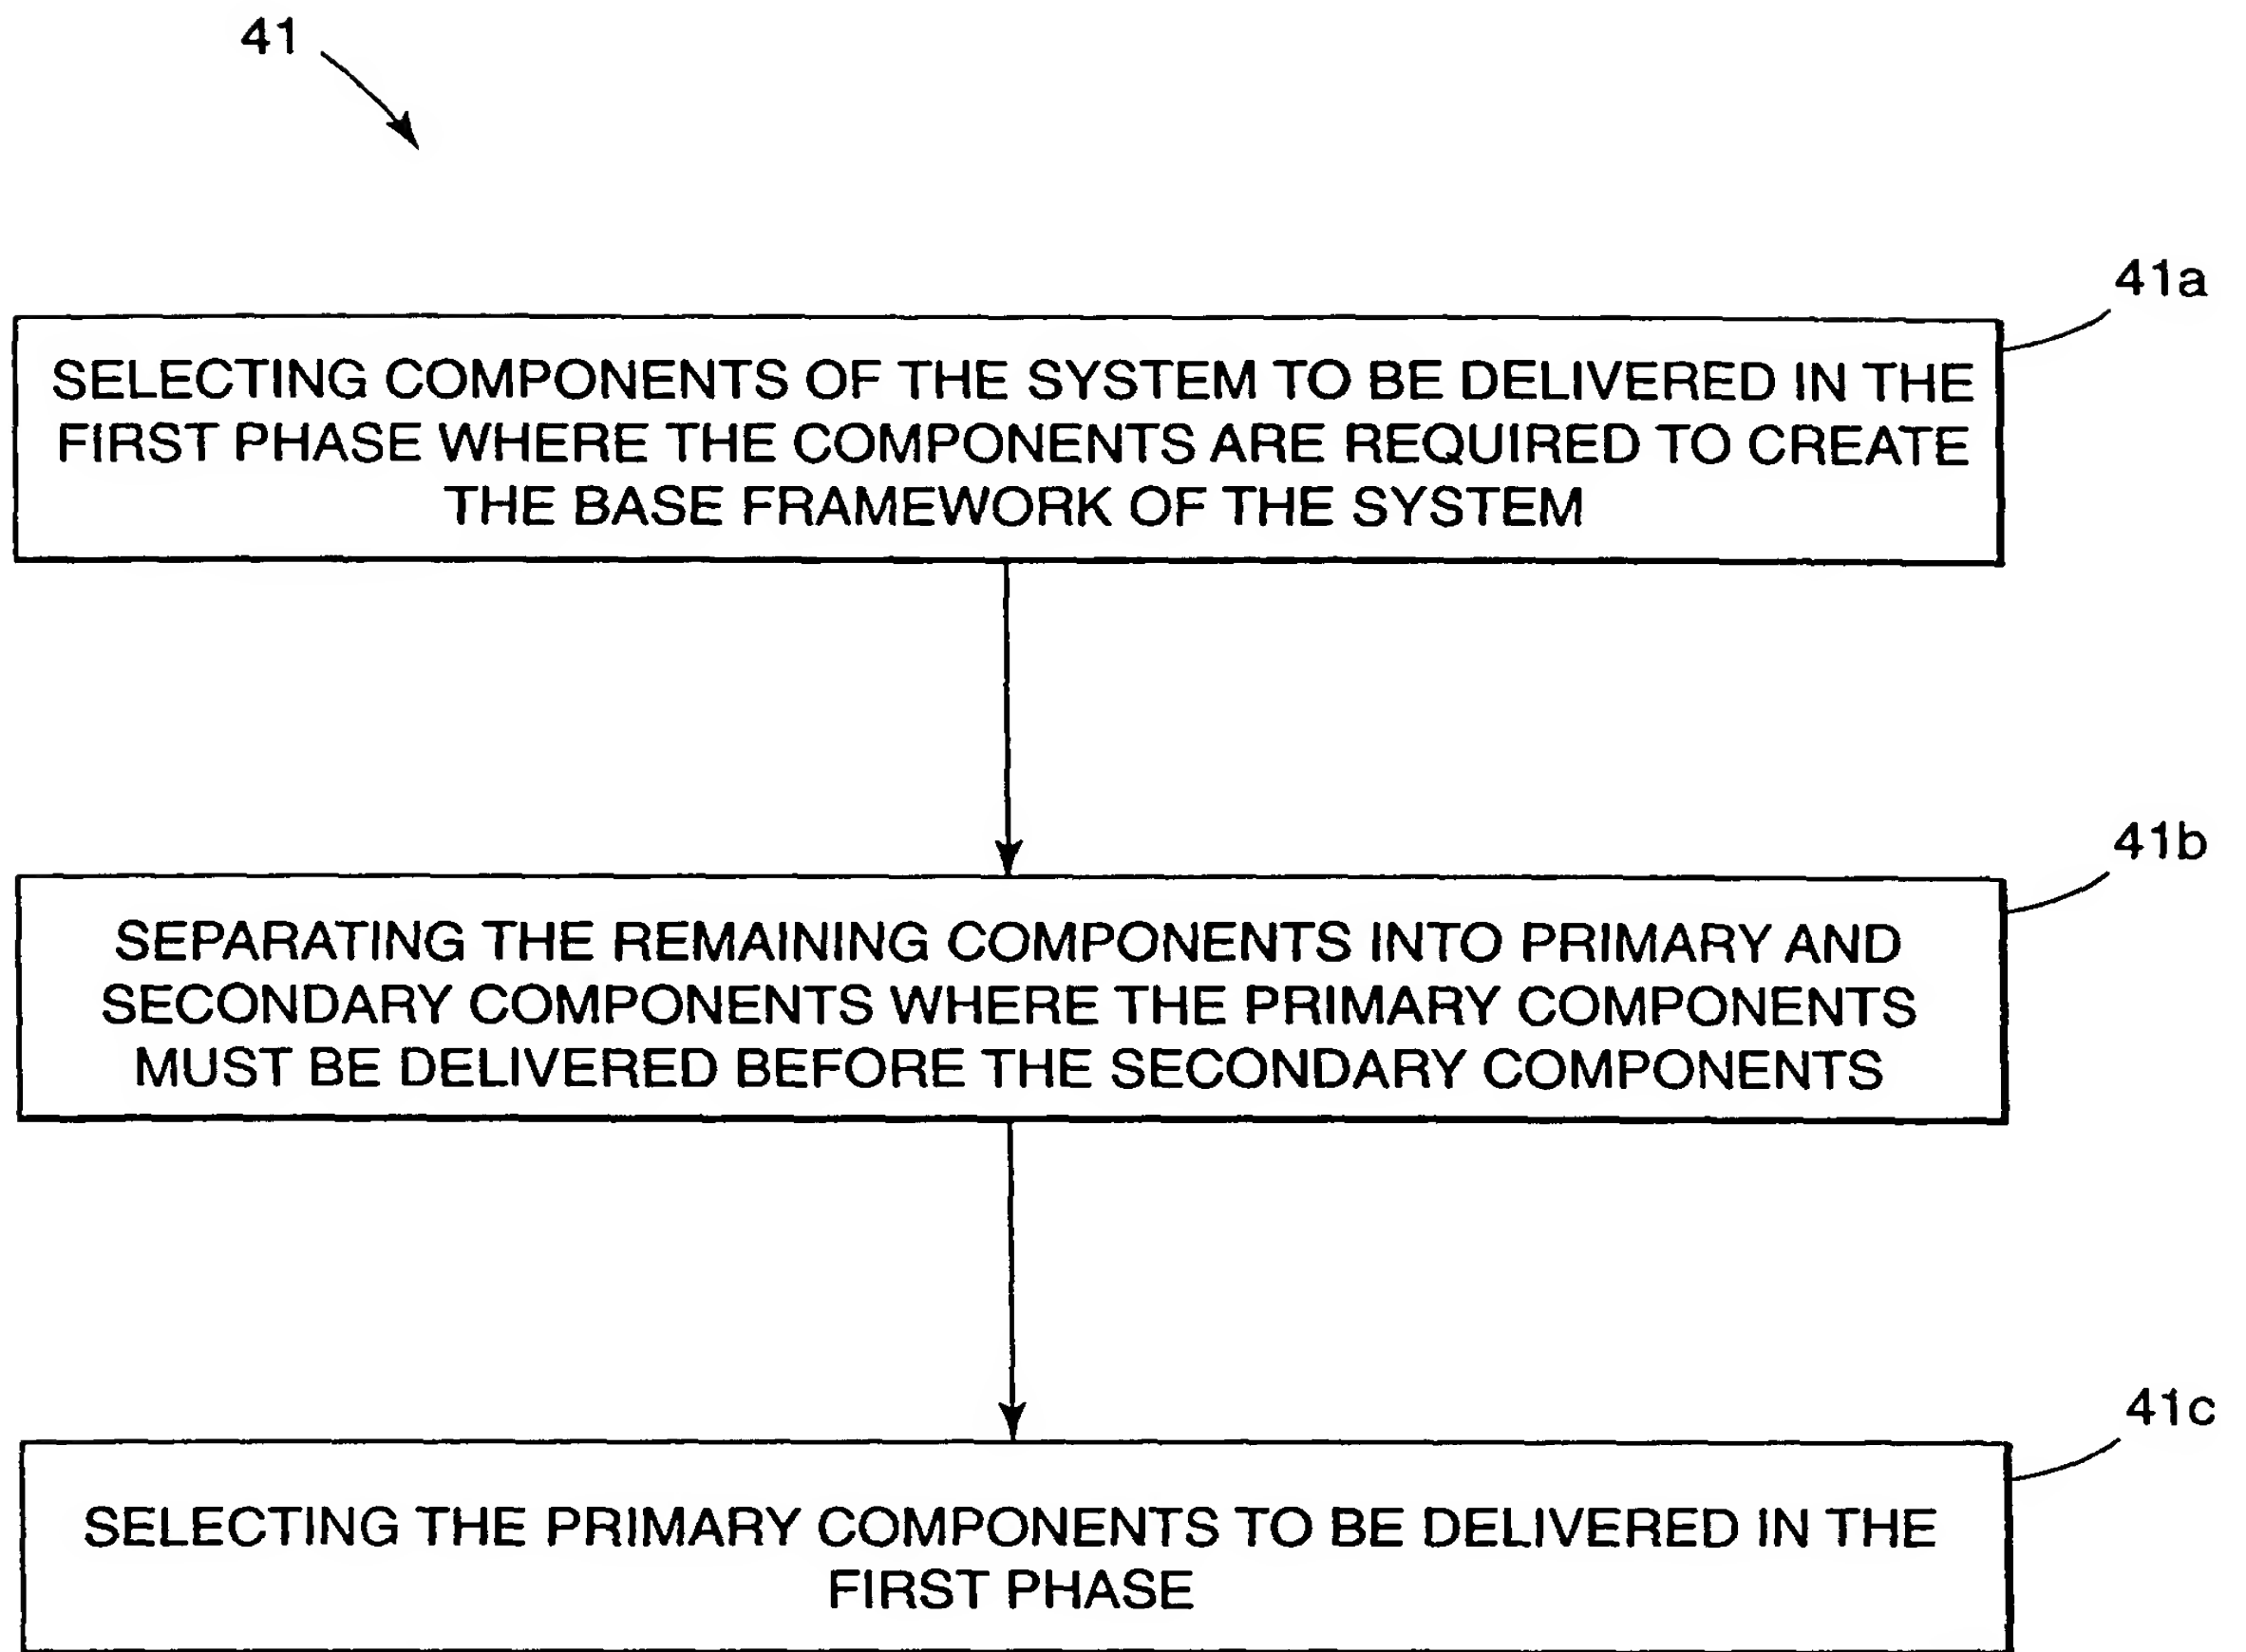 41
41a
SELECTING COMPONENTS OF THE SYSTEM TO BE DELIVERED IN THE
FIRST PHASE WHERE THE COMPONENTS ARE REQUIRED TO CREATE
THE BASE FRAMEWORK OF THE SYSTEM
41b
SEPARATING THE REMAINING COMPONENTS INTO PRIMARY AND
SECONDARY COMPONENTS WHERE THE PRIMARY COMPONENTS
MUST BE DELIVERED BEFORE THE SECONDARY COMPONENTS
41c
SELECTING THE PRIMARY COMPONENTS TO BE DELIVERED IN THE
FIRST PHASE